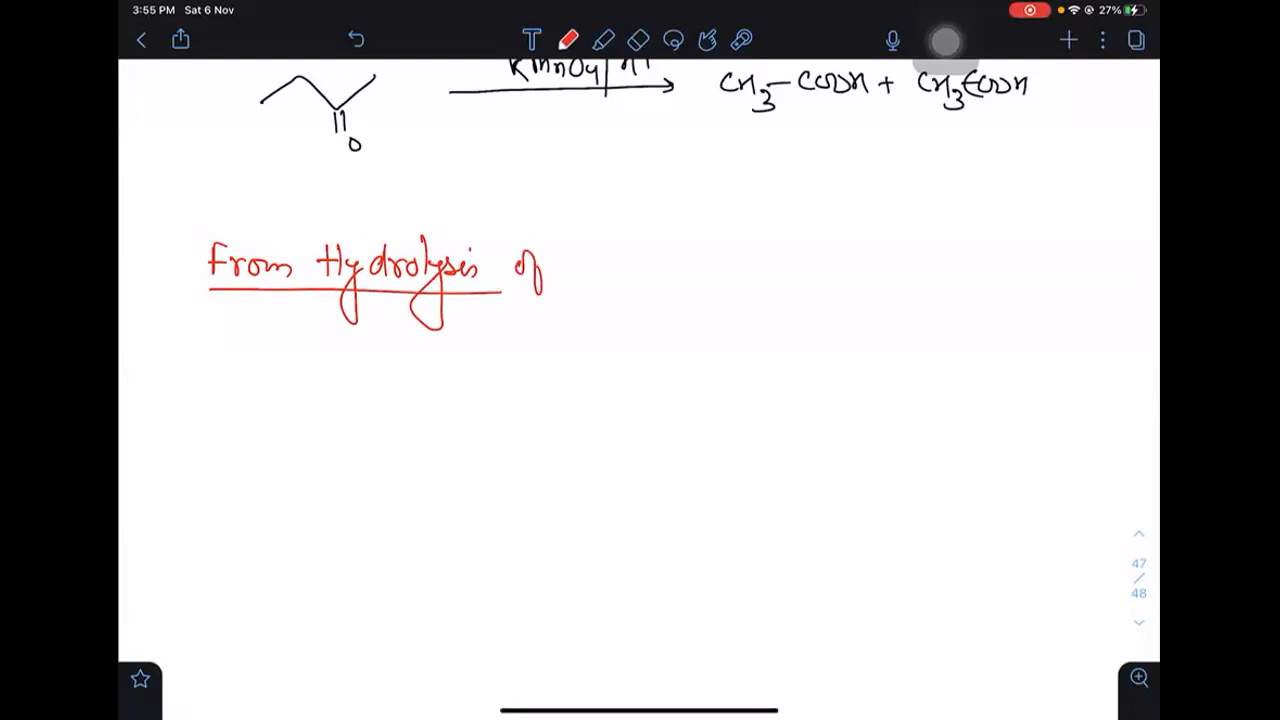 3:55 PM Sat 6 Nov
27%
KMnO4 | H+
CH3-COOH + CH3COOH
O
From Hydrolysis of
47
/
48